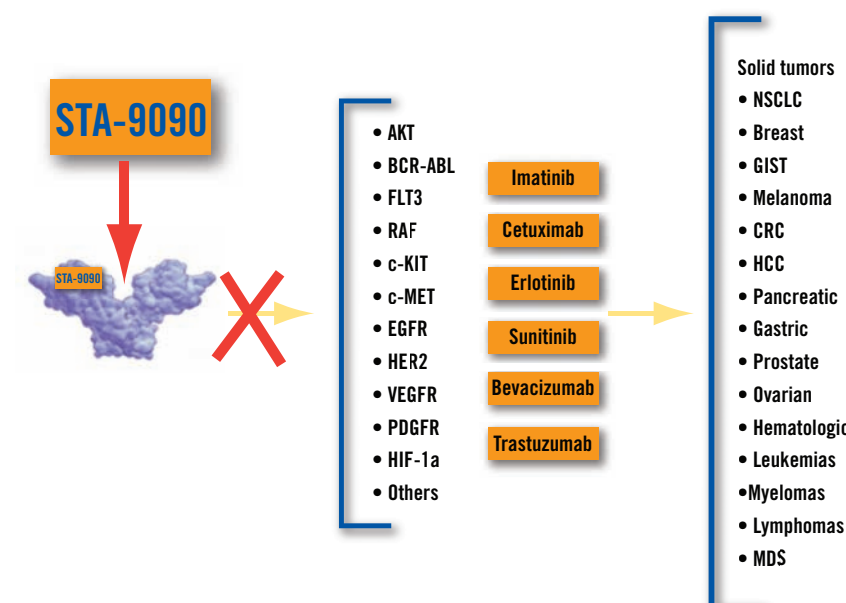 STA-9090
STA-9090
• AKT
• BCR-ABL
• FLT3
• RAF
• c-KIT
• c-MET
• EGFR
• HER2
• VEGFR
• PDGFR
• HIF-1a
• Others
Imatinib
Cetuximab
Erlotinib
Sunitinib
Bevacizumab
Trastuzumab
Solid tumors
• NSCLC
• Breast
• GIST
• Melanoma
• CRC
• HCC
• Pancreatic
• Gastric
• Prostate
• Ovarian
• Hematologic
• Leukemias
•Myelomas
• Lymphomas
• MDS